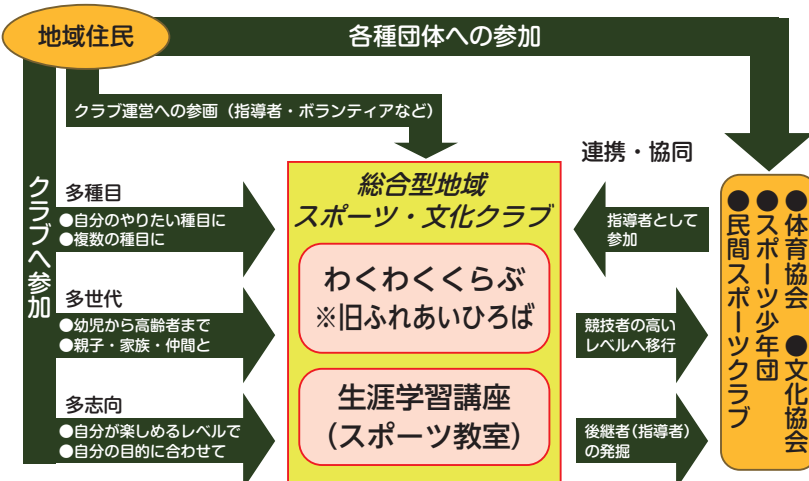 地域住民
各種団体への参加
クラブ運営への参画（指導者・ボランティアなど）
クラブへ参加
多種目
●自分のやりたい種目に
●複数の種目に
多世代
●幼児から高齢者まで
●親子・家族・仲間と
多志向
●自分が楽しめるレベルで
●自分の目的に合わせて
総合型地域
スポーツ・文化クラブ
わくわくくらぶ
※旧ふれあいひろば
生涯学習講座
（スポーツ教室）
連携・協同
指導者として
参加
競技者の高い
レベルへ移行
後継者（指導者）
の発掘
●体育協会 ●文化協会
●スポーツ少年団
●民間スポーツクラブ